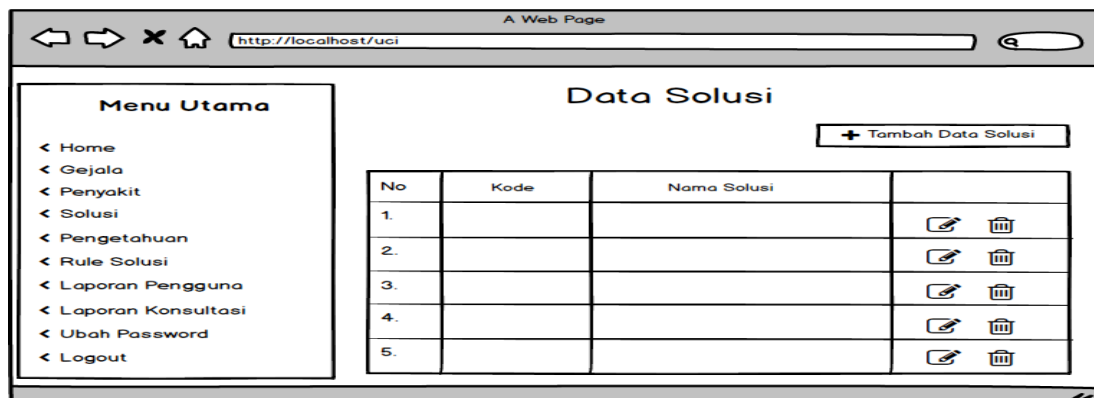 A Web Page
http://localhost/uci
Menu Utama
< Home
< Gejala
< Penyakit
< Solusi
< Pengetahuan
< Rule Solusi
< Laporan Pengguna
< Laporan Konsultasi
< Ubah Password
< Logout
Data Solusi
+ Tambah Data Solusi
No Kode Nama Solusi
1.
2.
3.
4.
5.